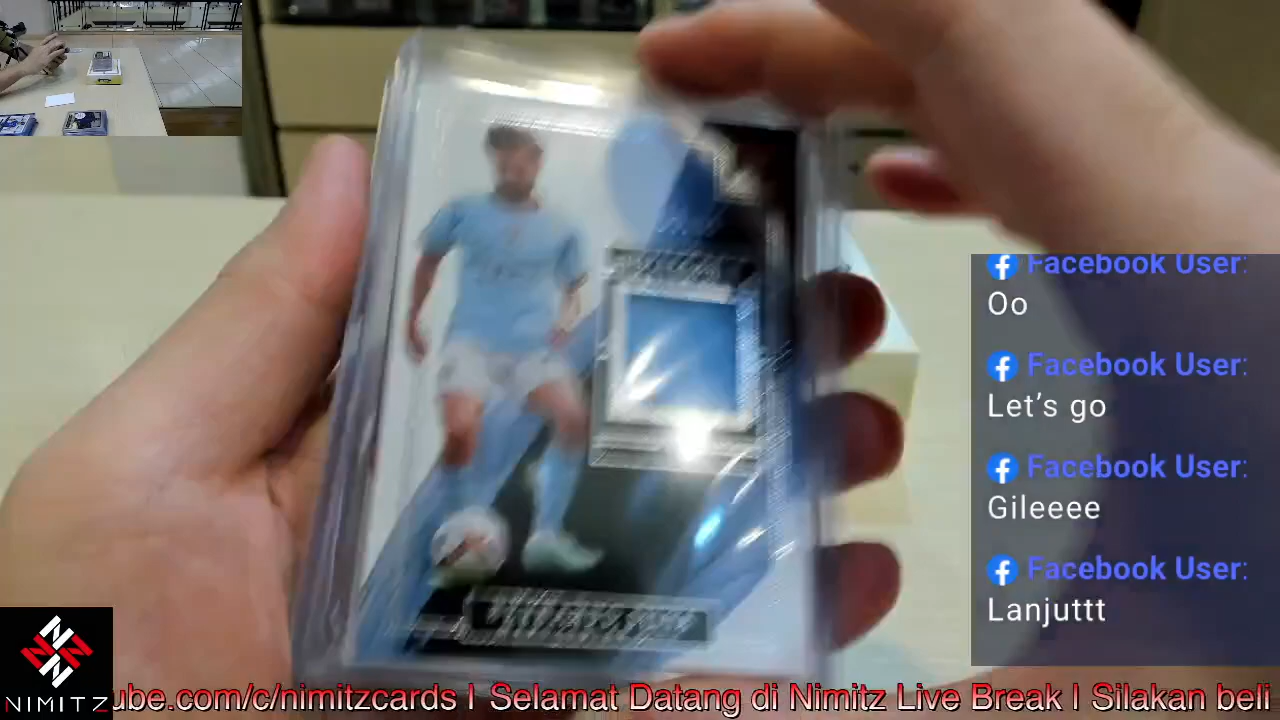 Facebook User:
Oo
Facebook User:
Let's go
Facebook User:
Gileeee
Facebook User:
Lanjuttt
NIMITZ
ube.com/c/nimitzcards I Selamat Datang di Nimitz Live Break I Silakan beli